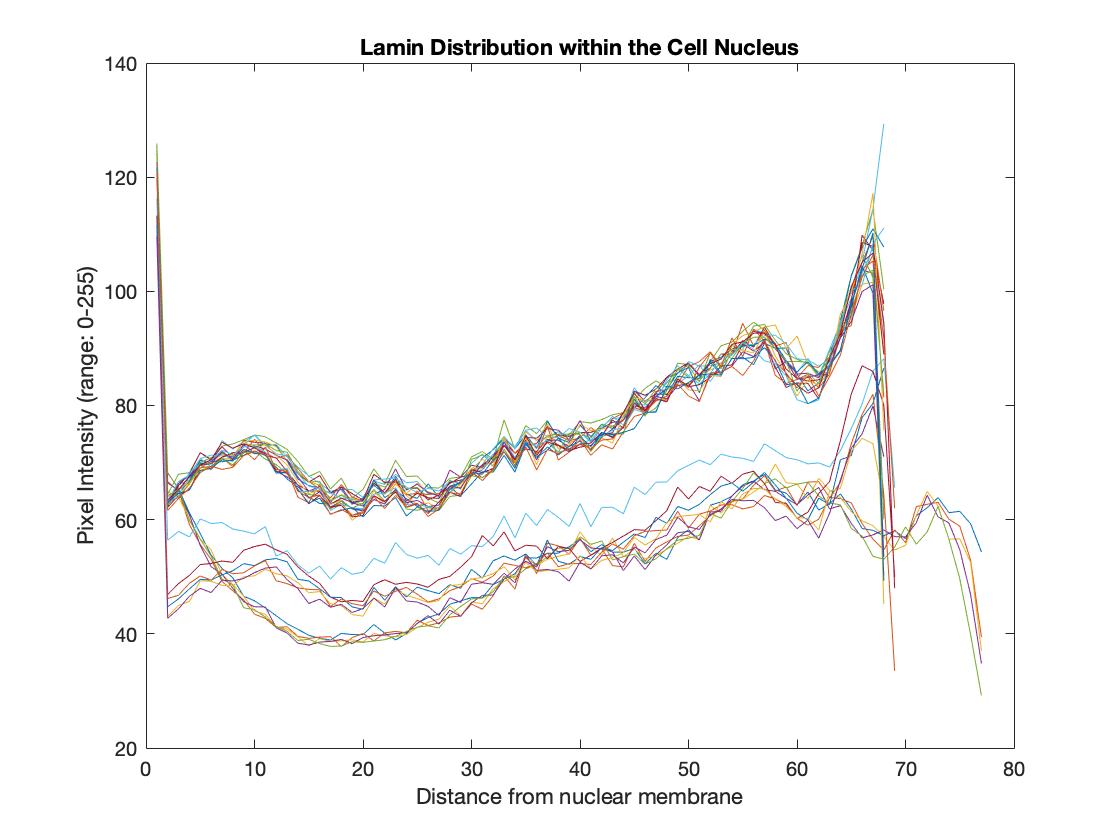 Lamin Distribution within the Cell Nucleus
140
120
100
80
60
40
20
Pixel Intensity (range: 0-255)
0 10 20 30 40 50 60 70 80
Distance from nuclear membrane